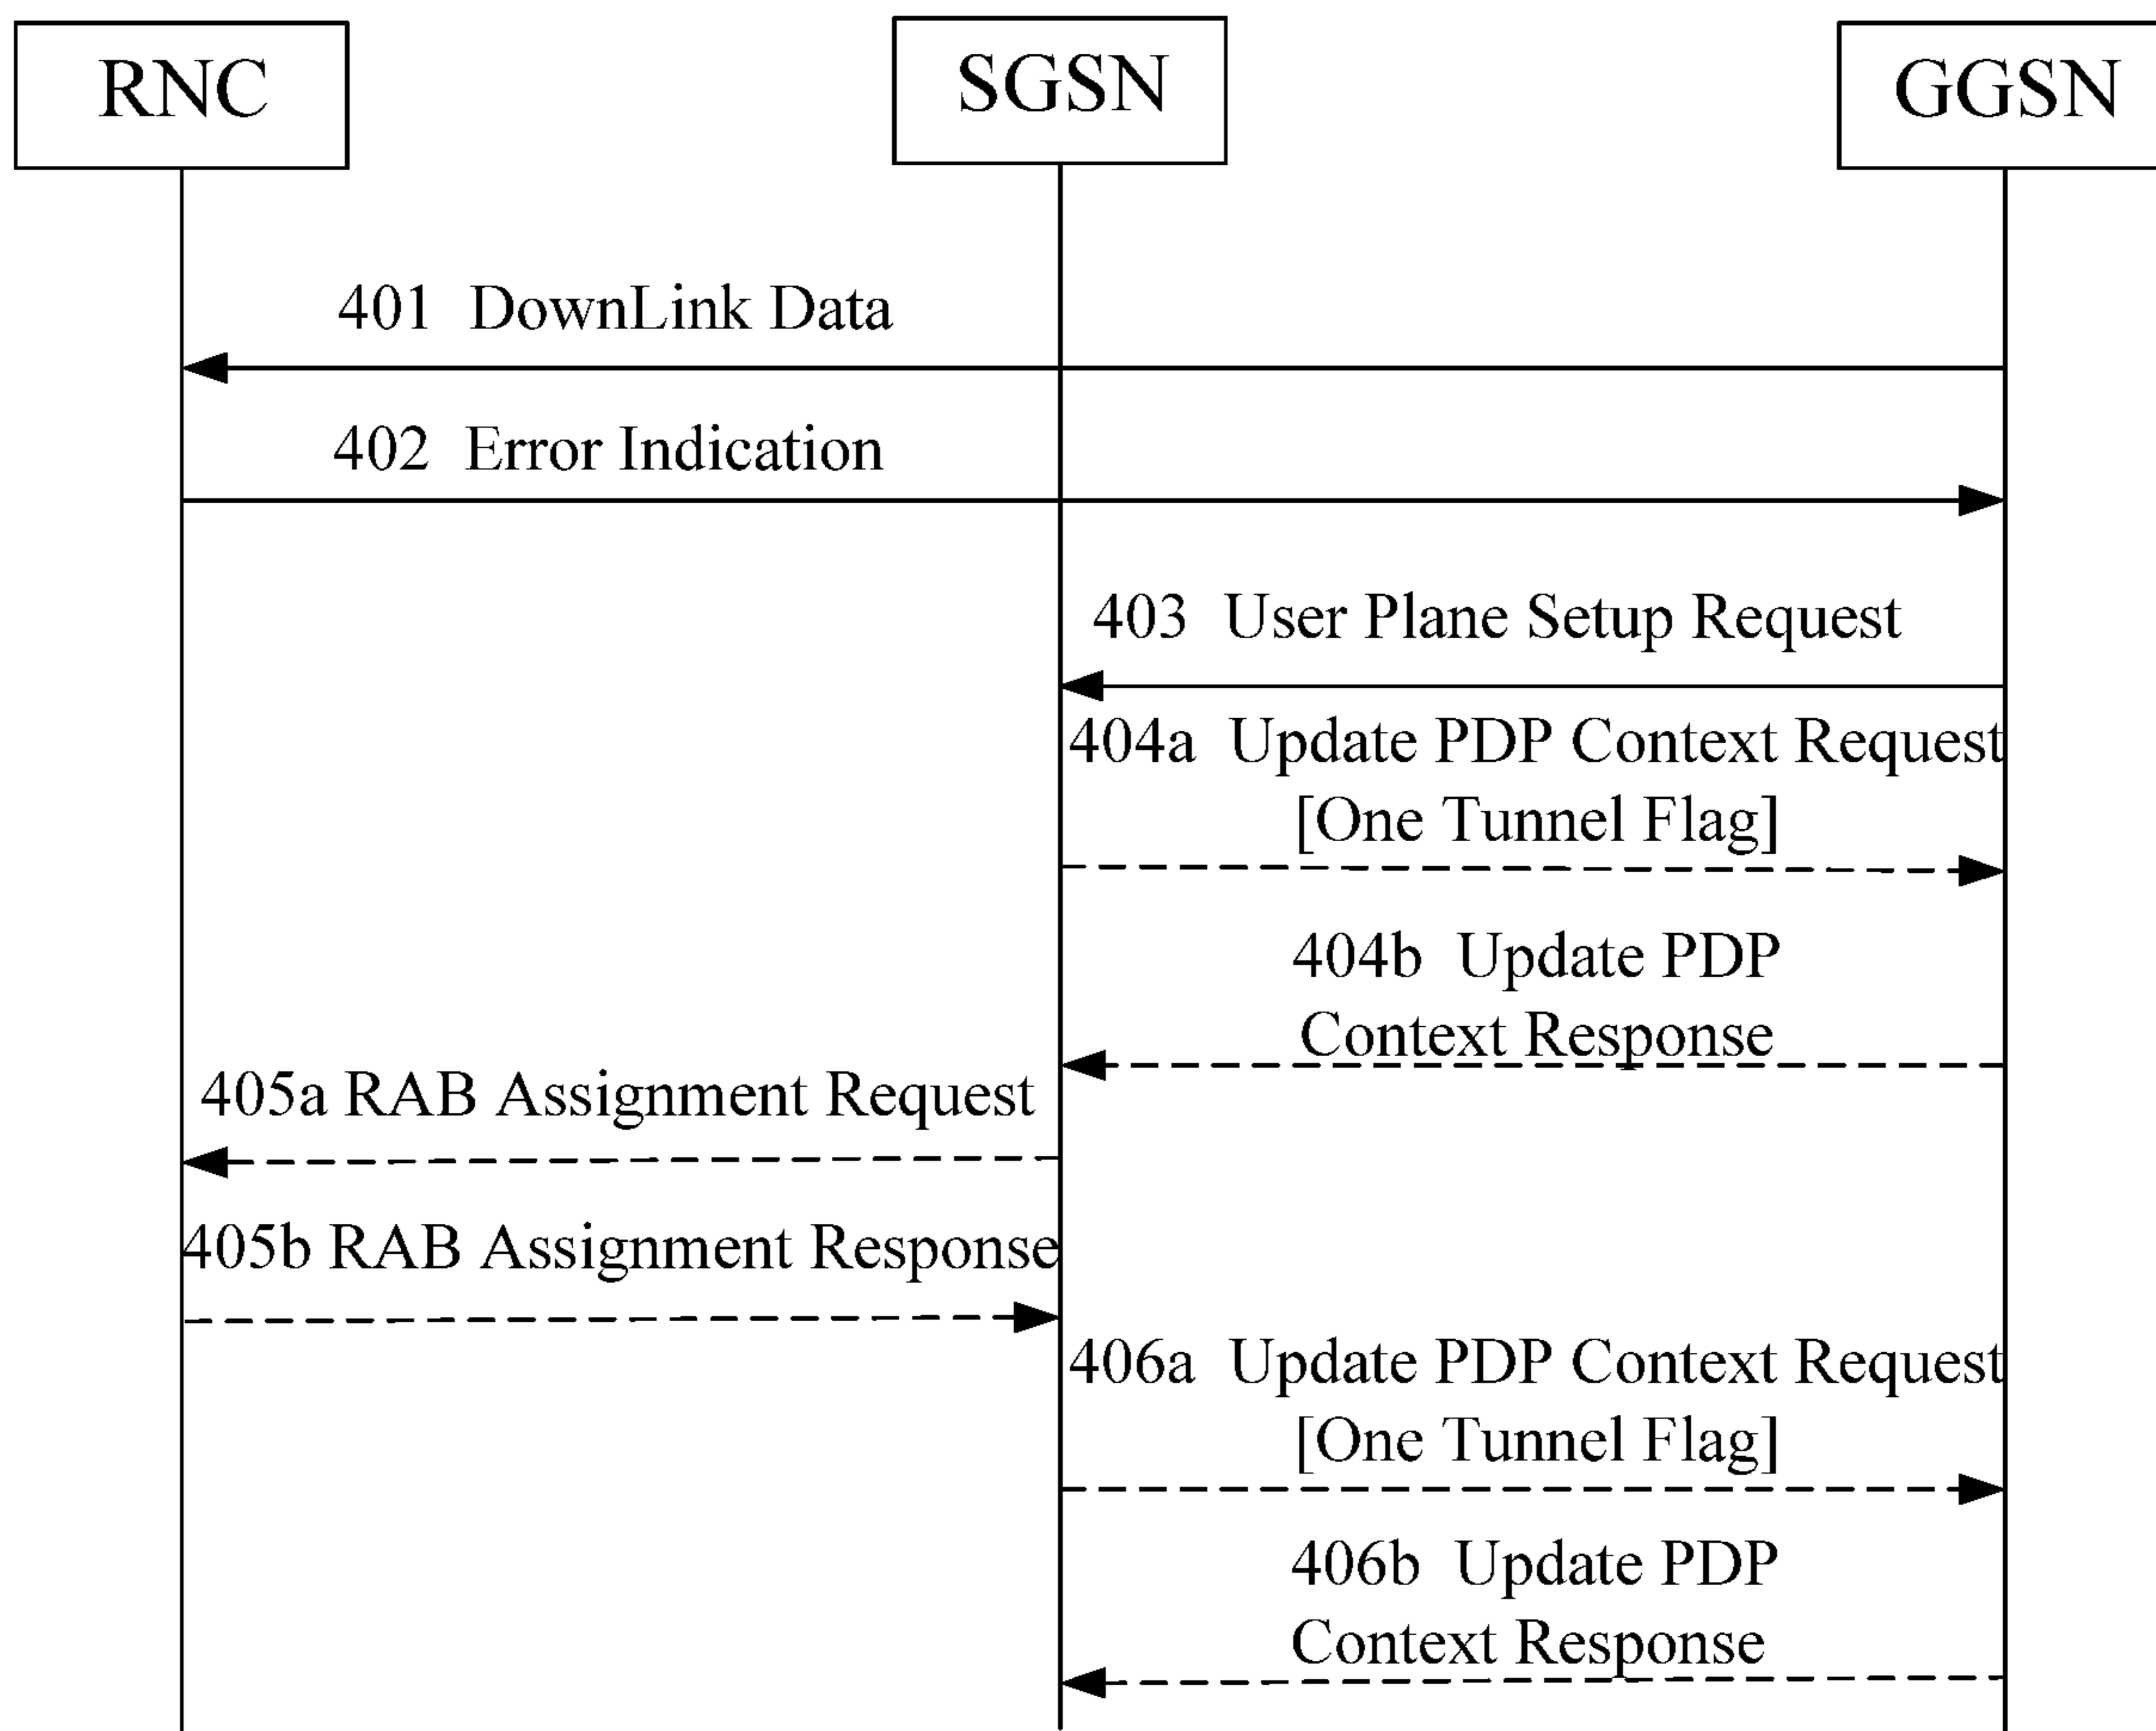 RNC
SGSN
GGSN
401 DownLink Data
402 Error Indication
403 User Plane Setup Request
404a Update PDP Context Request
[One Tunnel Flag]
404b Update PDP
Context Response
405a RAB Assignment Request
405b RAB Assignment Response
406a Update PDP Context Request
[One Tunnel Flag]
406b Update PDP
Context Response